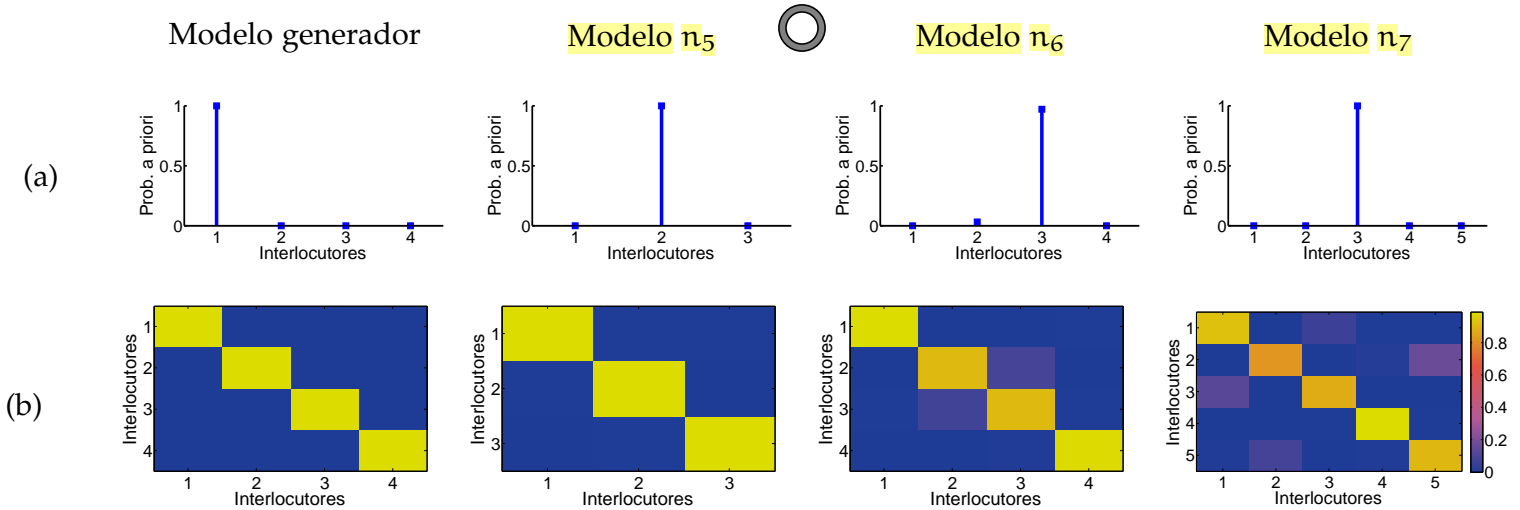 Modelo generador
Modelo n5
Modelo n6
Modelo n7
(a)
Prob. a priori
1
0.5
0
1 2 3 4
Interlocutores
Prob. a priori
1
0.5
0
1 2 3
Interlocutores
Prob. a priori
1
0.5
0
1 2 3 4
Interlocutores
Prob. a priori
1
0.5
0
1 2 3 4 5
Interlocutores
(b)
Interlocutores
1
2
3
4
1 2 3 4
Interlocutores
Interlocutores
1
2
3
1 2 3
Interlocutores
Interlocutores
1
2
3
4
1 2 3 4
Interlocutores
Interlocutores
1
2
3
4
5
1 2 3 4 5
Interlocutores
0.8
0.6
0.4
0.2
0